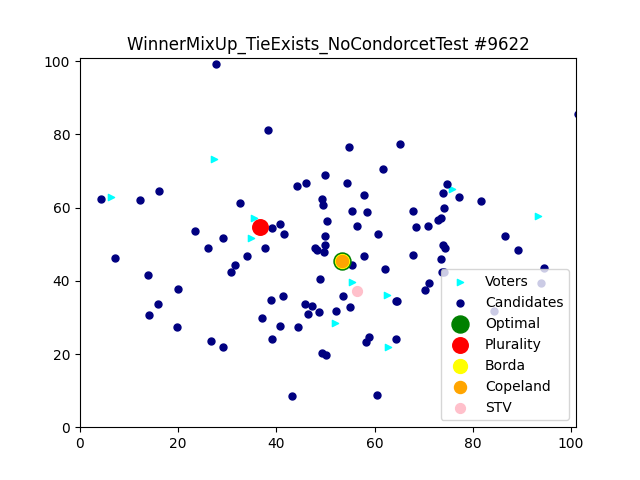 WinnerMixUp_TieExists_NoCondorcetTest #9622
100
80
60
40
20
0
0 20 40 60 80 100
Voters
Candidates
Optimal
Plurality
Borda
Copeland
STV